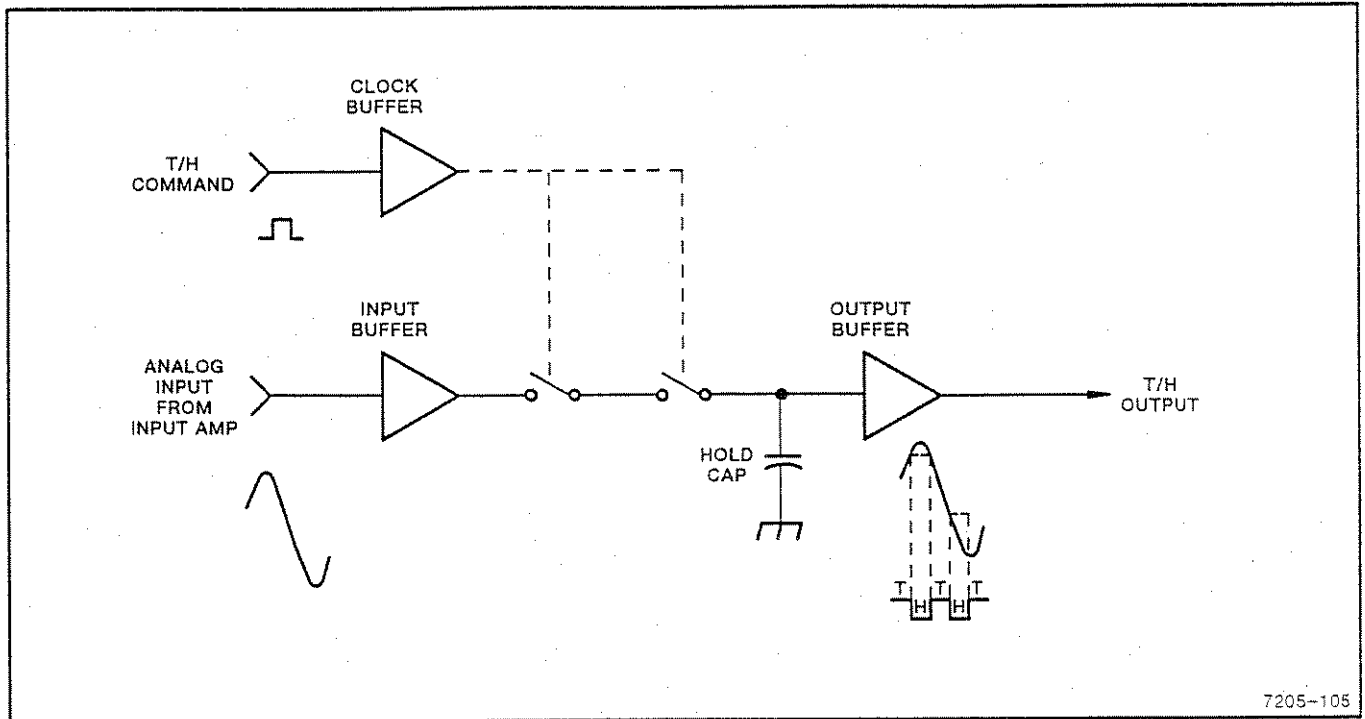 CLOCK
BUFFER
T/H
COMMAND
INPUT
BUFFER
OUTPUT
BUFFER
ANALOG
INPUT
FROM
INPUT AMP
T/H
OUTPUT
HOLD
CAP
T T T
H H
7205-105